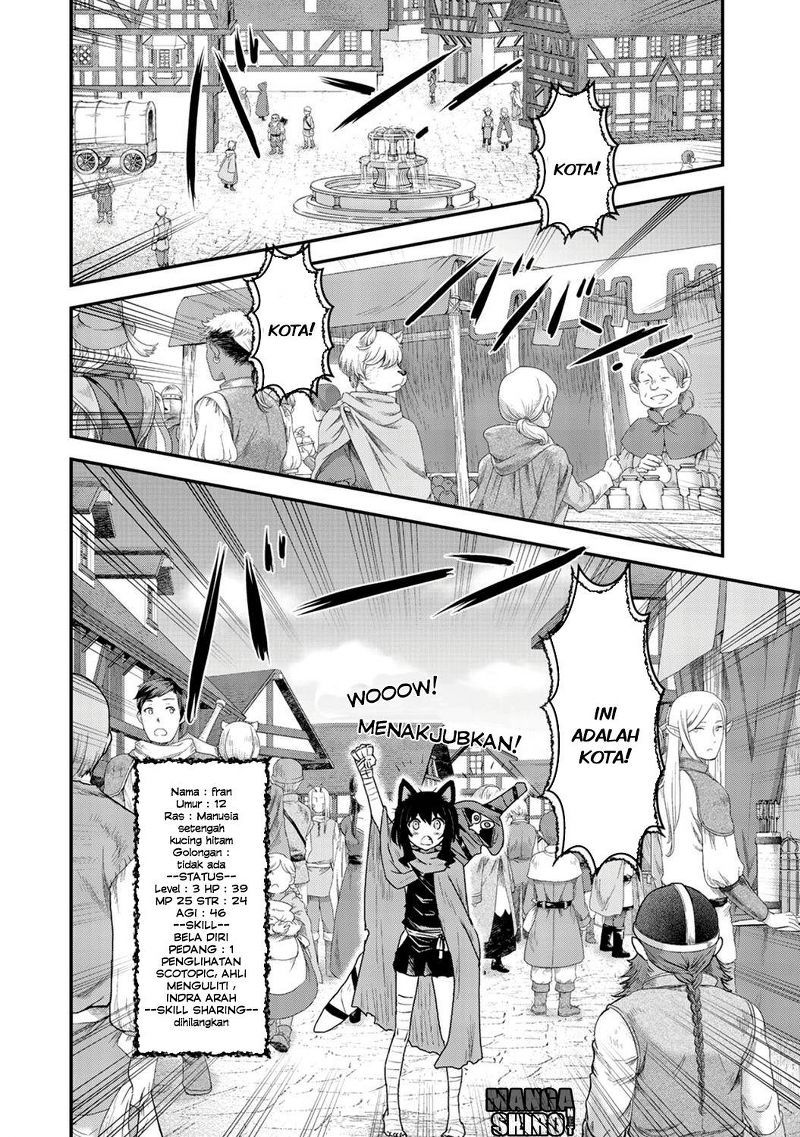 KOTA!
KOTA!
INI
ADALAH
KOTA!
WOOOW!
MENAKJUBKAN!
Nama : fran
Umur : 12
Ras : Manusia
setengah
kucing hitam
Golongan :
tidak ada
--STATUS--
Level : 3 HP : 39
MP 25 STR : 24
AGI : 46
--SKILL--
BELA DIRI
PEDANG : 1
PENGLIHATAN
SCOTOPIC, AHLI
MENGULITI ,
INDRA ARAH
--SKILL SHARING--
dihilangkan
MANGA
SHIRO